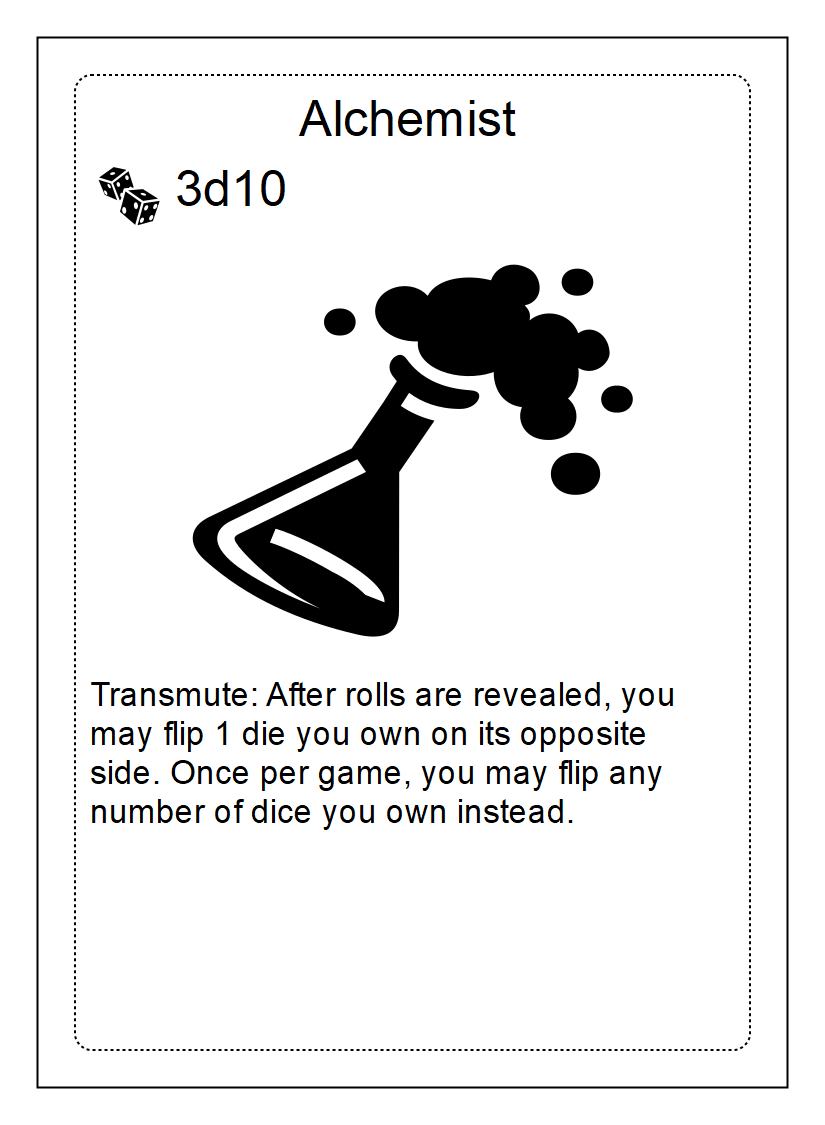 Alchemist
3d10
Transmute: After rolls are revealed, you
may flip 1 die you own on its opposite
side. Once per game, you may flip any
number of dice you own instead.